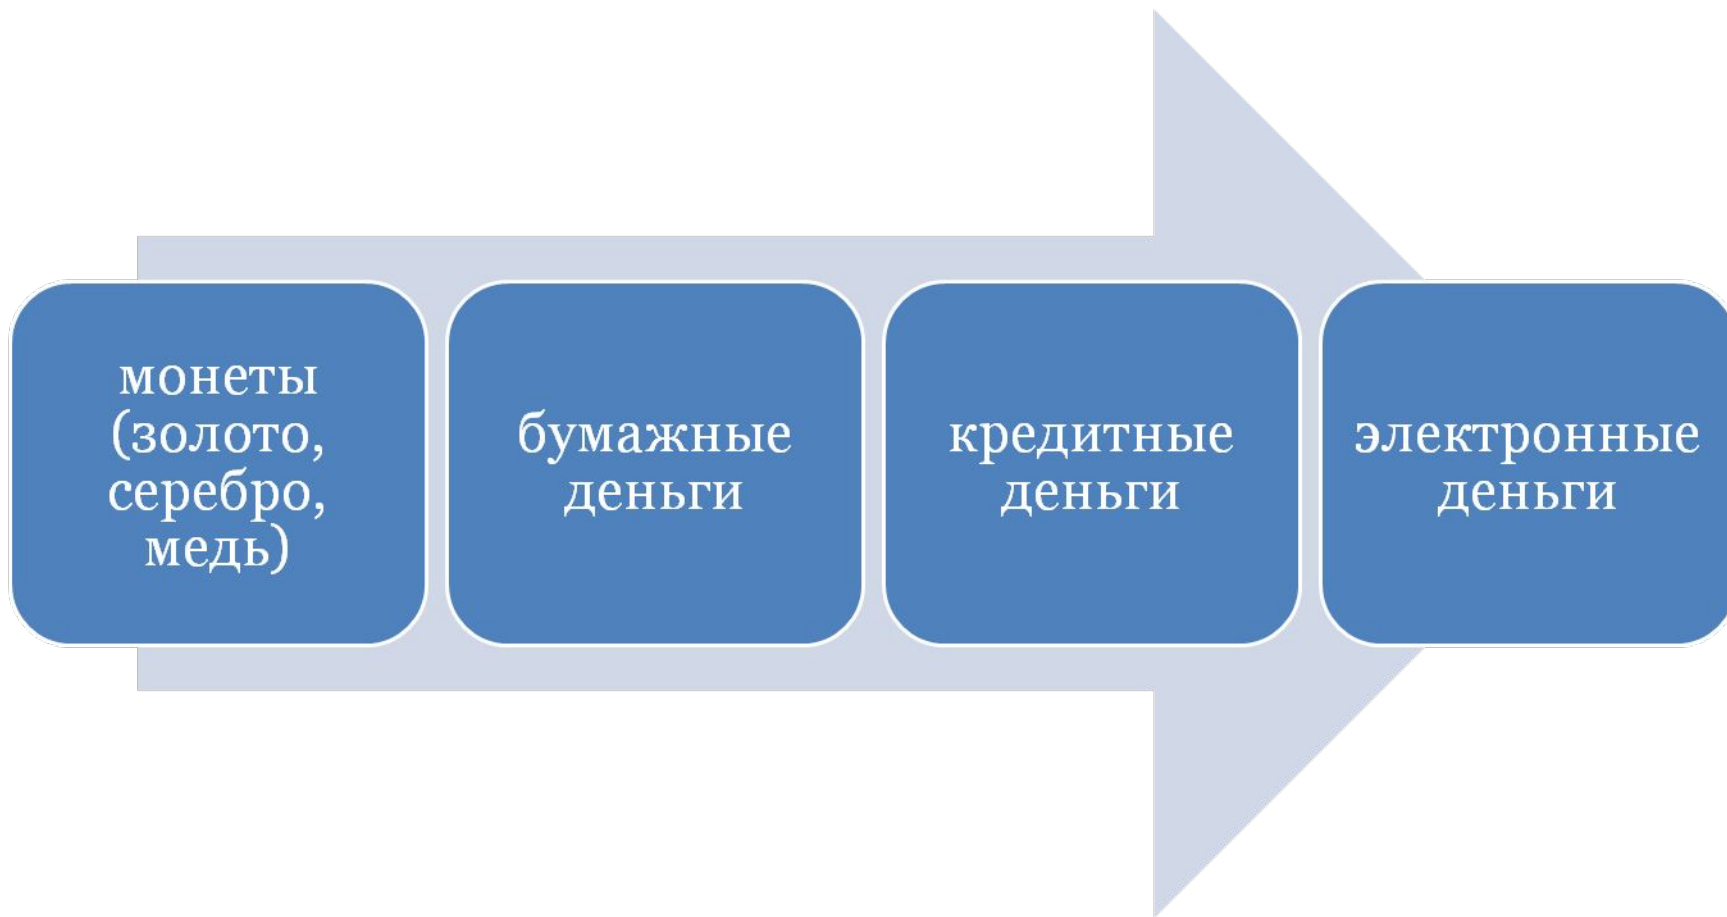 монеты
(золото,
серебро,
медь)
бумажные
деньги
кредитные
деньги
электронные
деньги